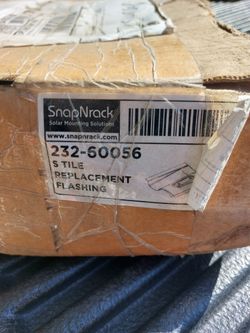 SnapNrack
Solar Mounting Solutions
www.snapnrack.com
232-60056
S TILE
REPLACEMENT
FLASHING